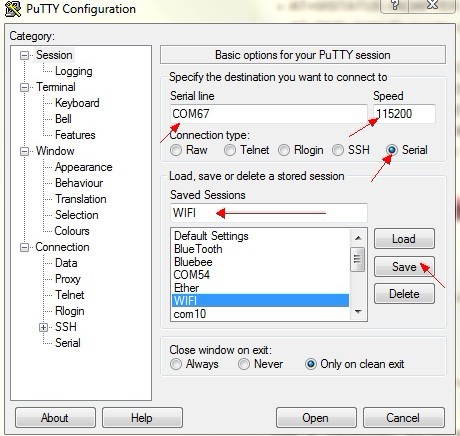 PuTTY Configuration
Category:
Session
Logging
Terminal
Keyboard
Bell
Features
Window
Appearance
Behaviour
Translation
Selection
Colours
Connection
Data
Proxy
Telnet
Rlogin
SSH
Serial
Basic options for your PuTTY session
Specify the destination you want to connect to
Serial line Speed
COM67 115200
Connection type:
Raw Telnet Rlogin SSH Serial
Load, save or delete a stored session
Saved Sessions
WIFI
Default Settings
BlueTooth
Bluebee
COM54
Ether
WIFI
com10
Load
Save
Delete
Close window on exit:
Always Never Only on clean exit
About Help Open Cancel